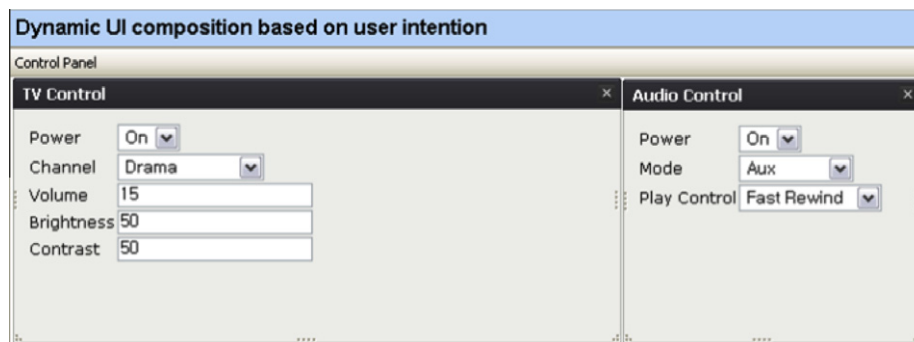 Dynamic UI composition based on user intention
Control Panel
TV Control
Power On
Channel Drama
Volume 15
Brightness 50
Contrast 50
Audio Control
Power On
Mode Aux
Play Control Fast Rewind